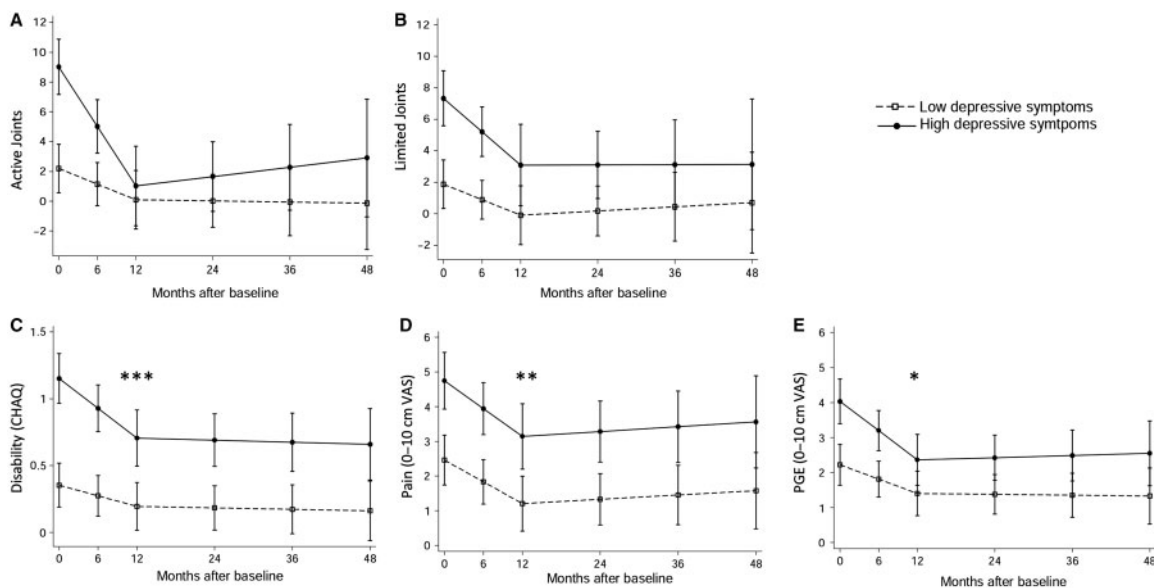 A
Active Joints
12
10
8
6
4
2
0
−2
0 6 12 24 36 48
Months after baseline
B
Limited Joints
12
10
8
6
4
2
0
−2
0 6 12 24 36 48
Months after baseline
Low depressive symptoms
High depressive symtpoms
C
Disability (CHAQ)
1.5
1
0.5
0
***
0 6 12 24 36 48
Months after baseline
D
Pain (0–10 cm VAS)
6
5
4
3
2
1
0
**
0 6 12 24 36 48
Months after baseline
E
PGE (0–10 cm VAS)
6
5
4
3
2
1
0
*
0 6 12 24 36 48
Months after baseline